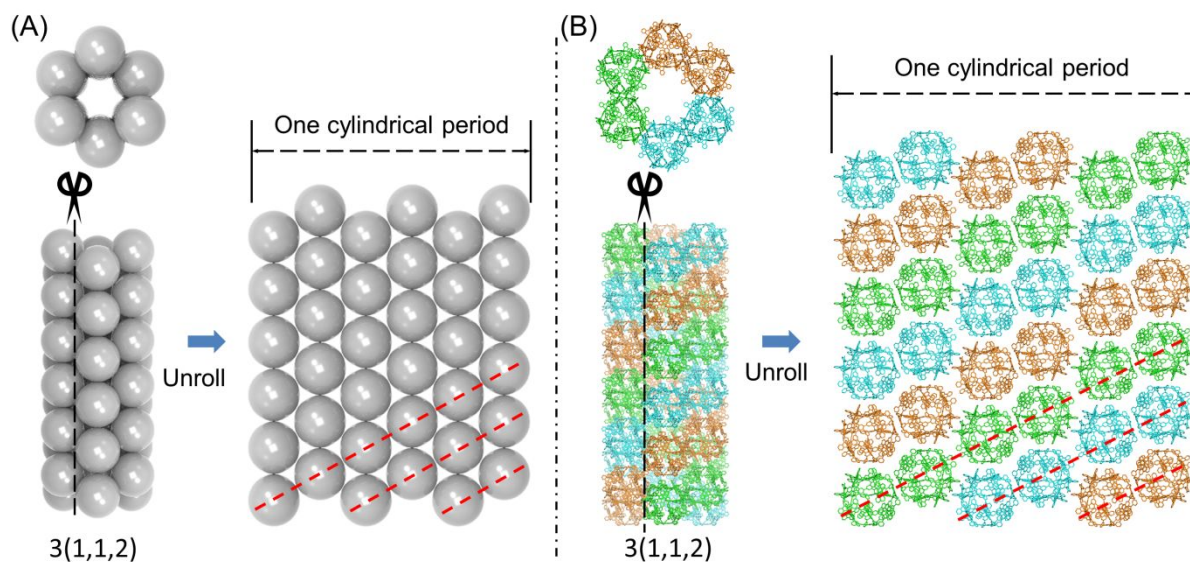 (A)
One cylindrical period
Unroll
3(1,1,2)
(B)
One cylindrical period
Unroll
3(1,1,2)